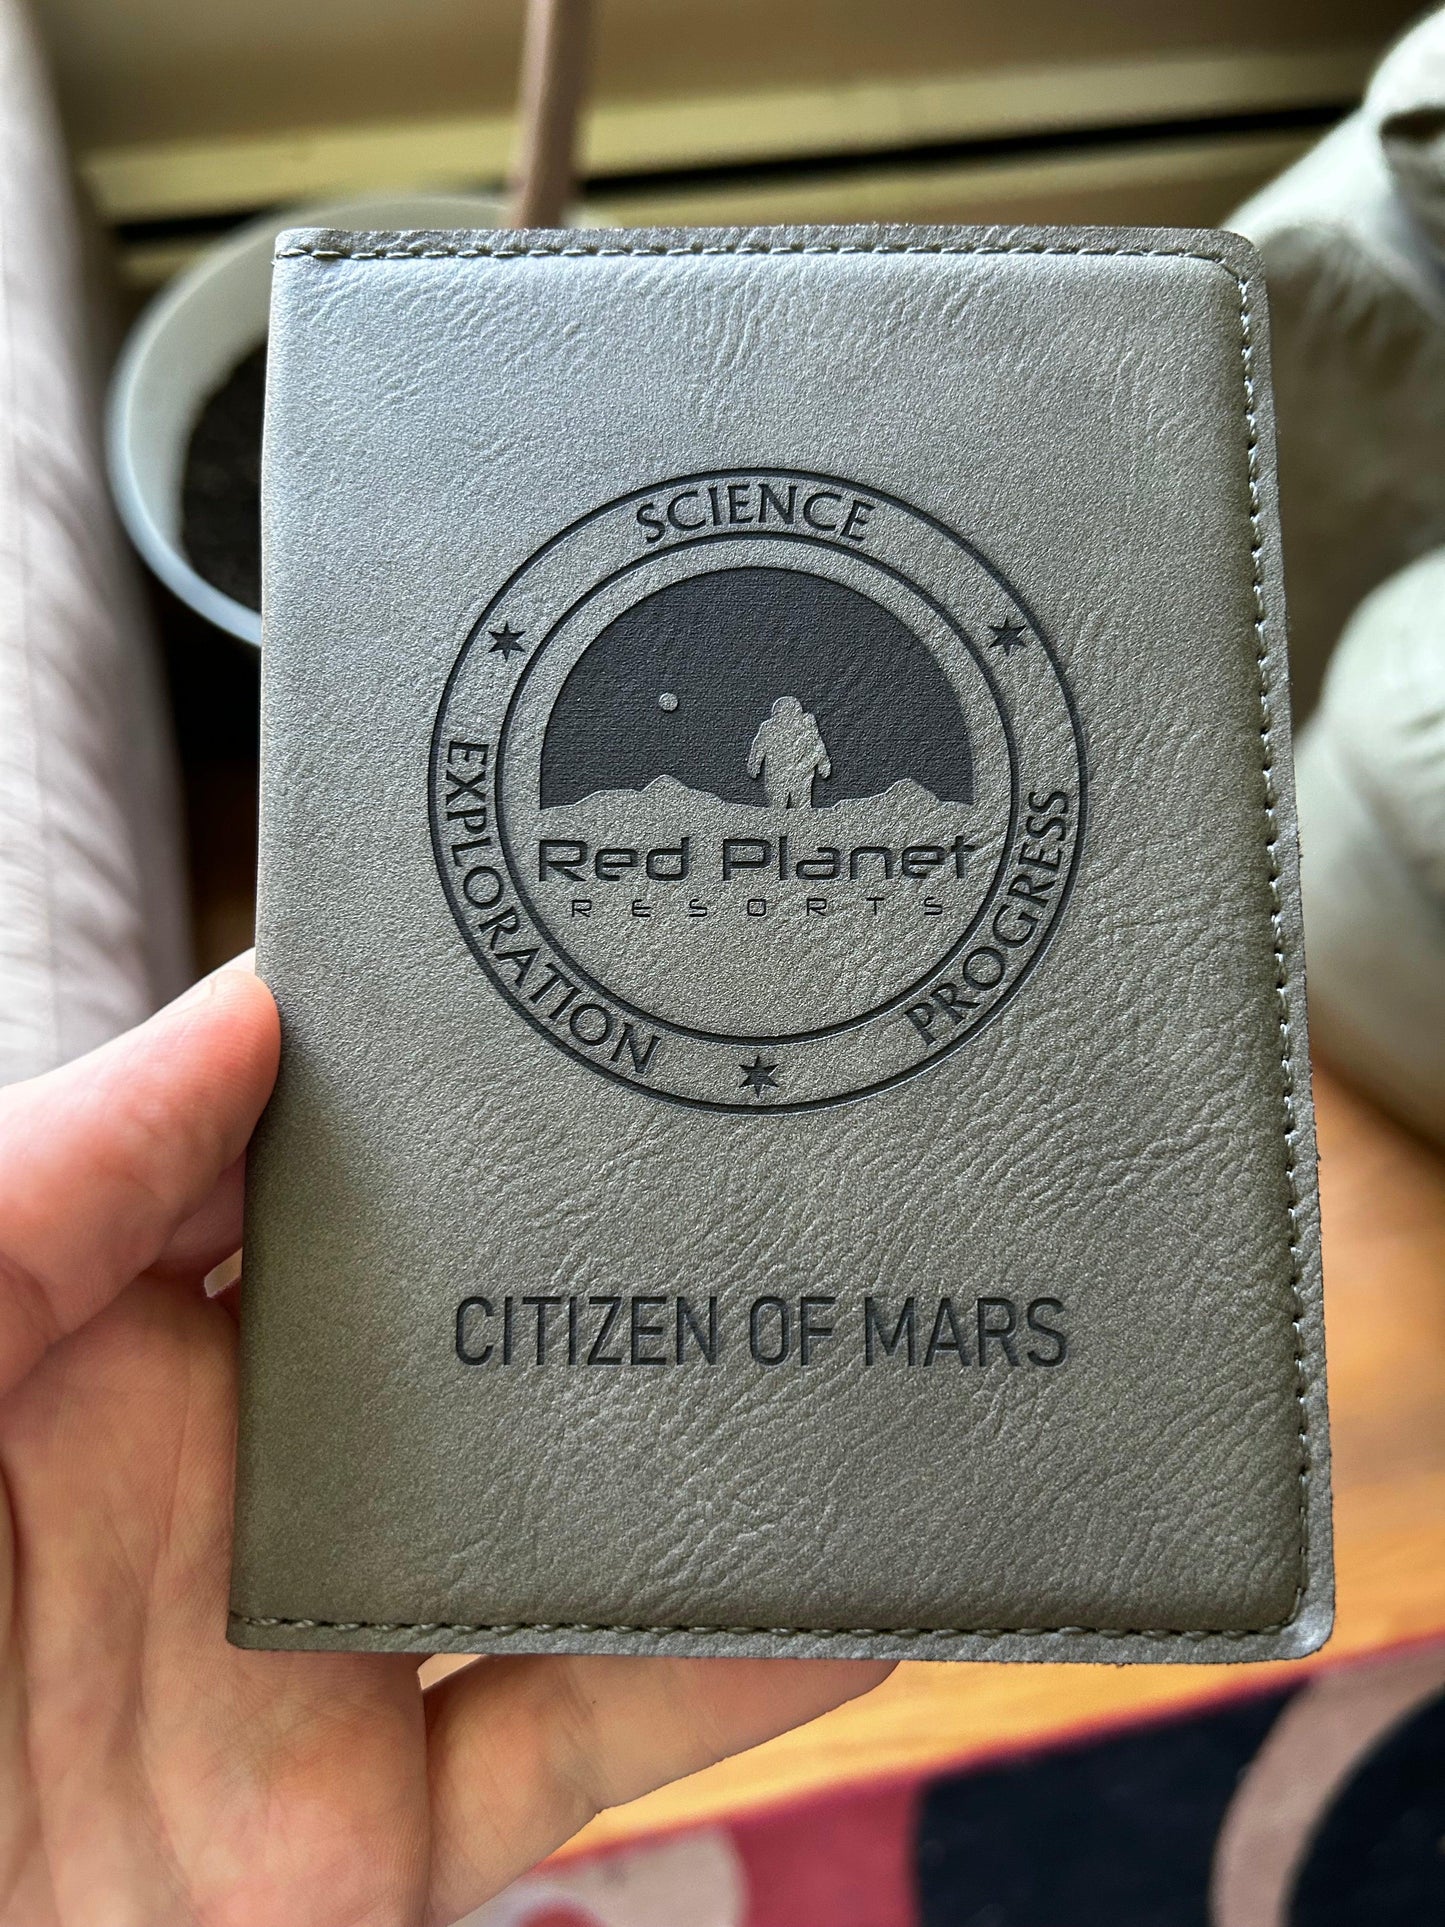 SCIENCE
EXPLORATION
PROGRESS
Red Planet
RESORTS
CITIZEN OF MARS